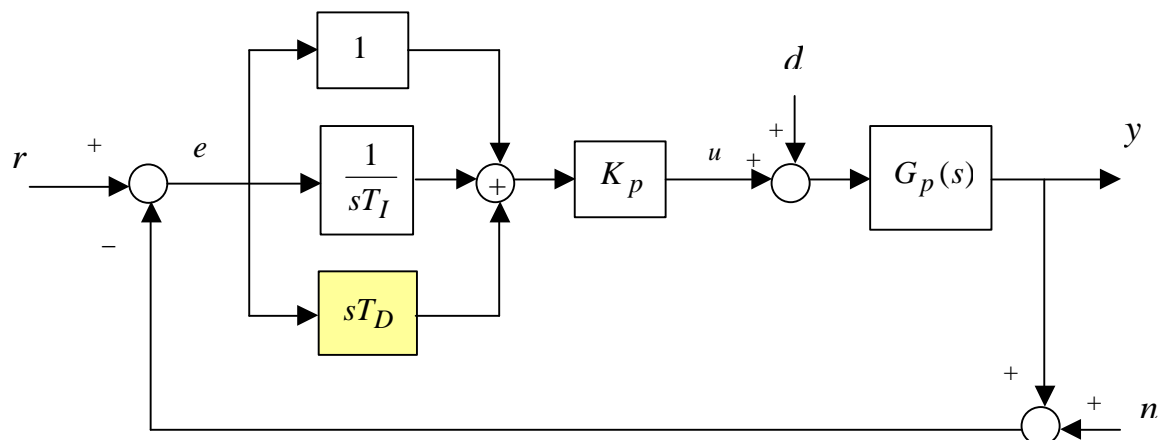 1
d
+
r
+
e
1
sT_I
+
K_p
u
+
G_p(s)
y
−
sT_D
+
+
n